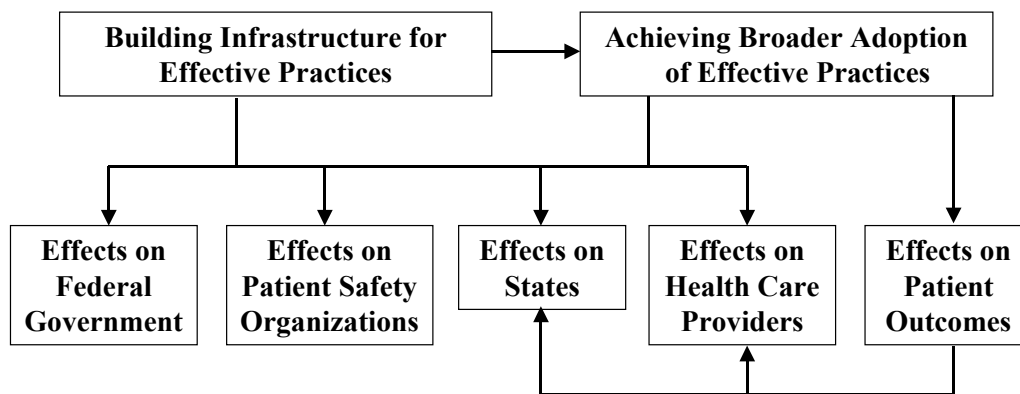 Building Infrastructure for
Effective Practices
Achieving Broader Adoption
of Effective Practices
Effects on
Federal
Government
Effects on
Patient Safety
Organizations
Effects on
States
Effects on
Health Care
Providers
Effects on
Patient
Outcomes